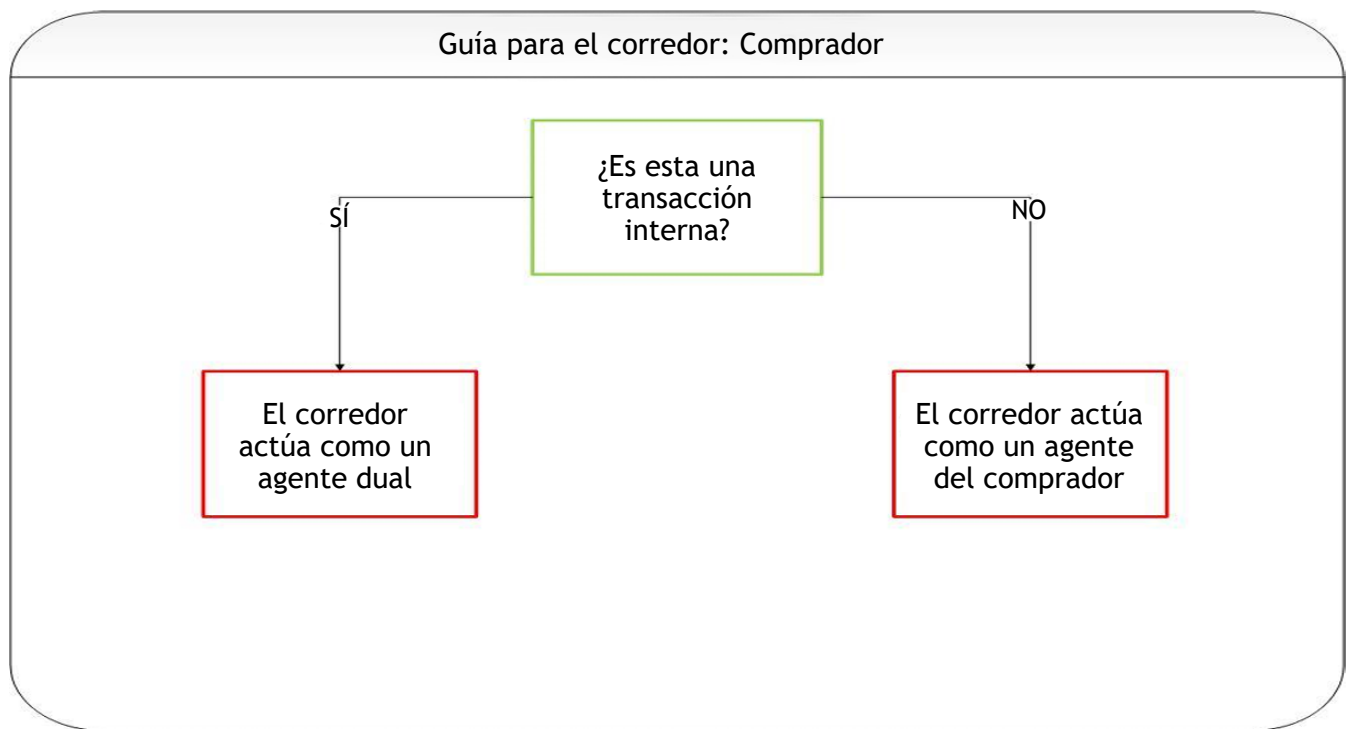 Guía para el corredor: Comprador
¿Es esta una
transacción
interna?
SÍ
NO
El corredor
actúa como un
agente dual
El corredor actúa
como un agente
del comprador